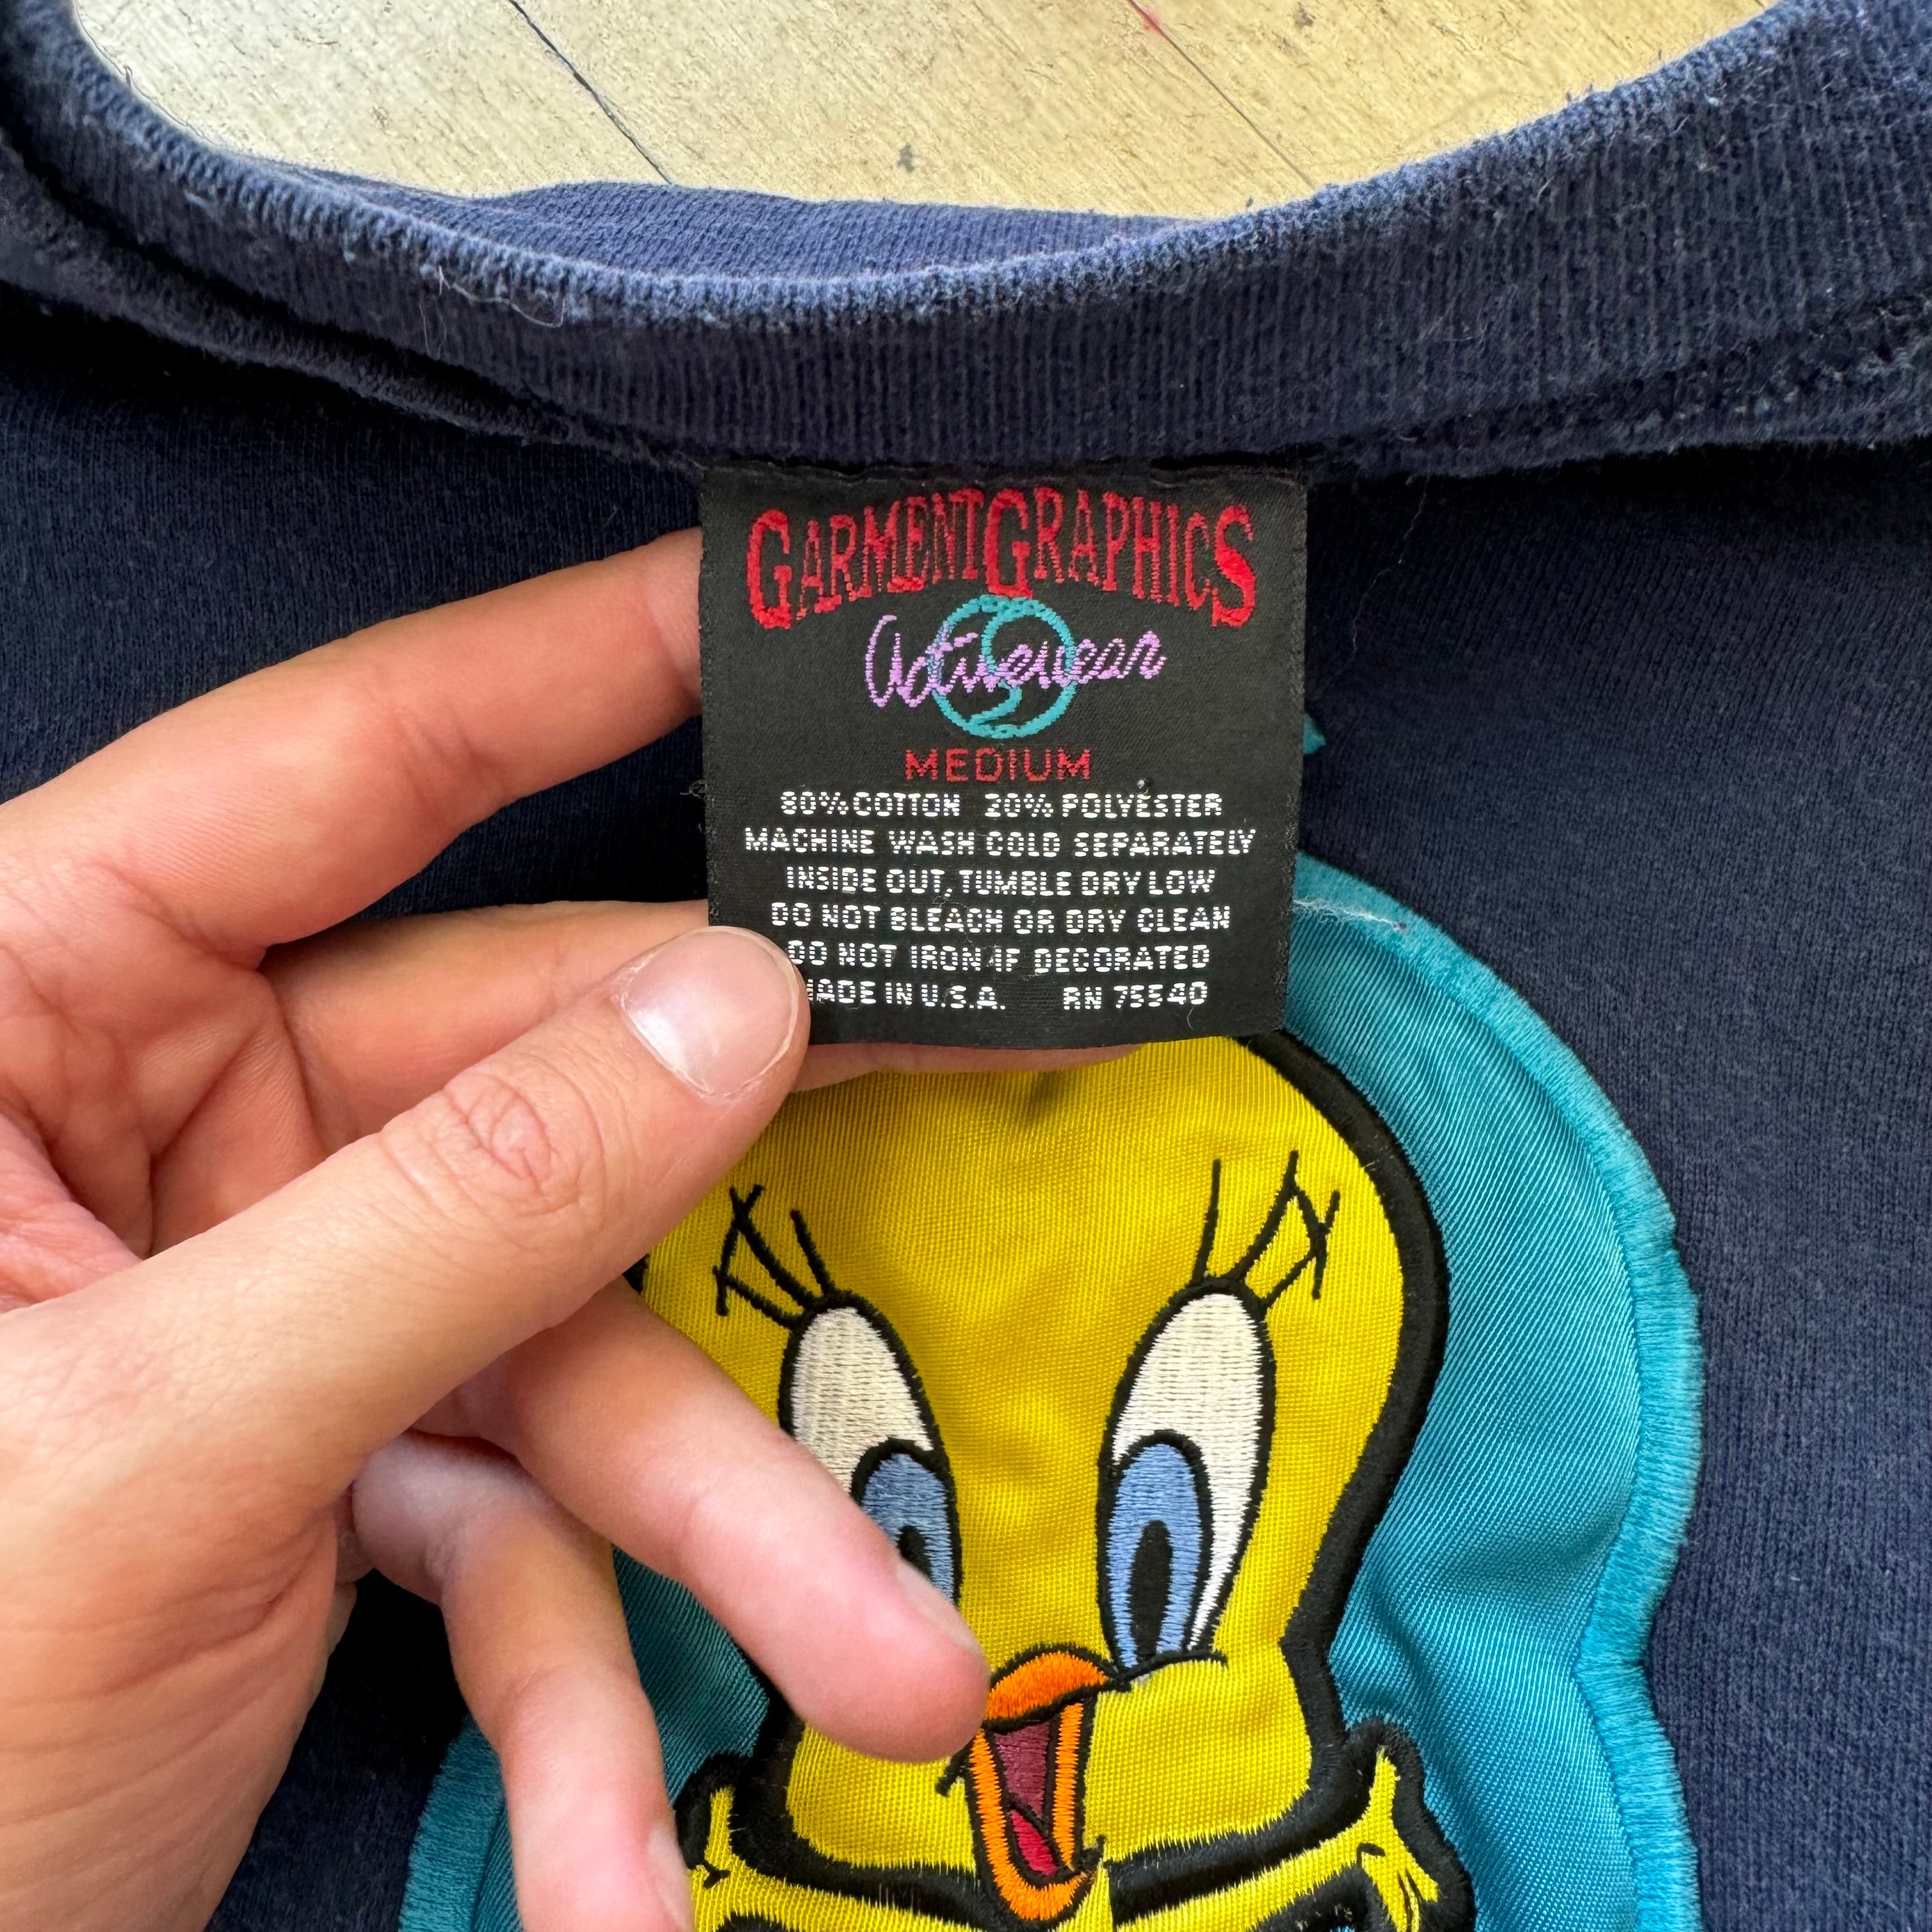 GARMENTGRAPHICS
Activewear
MEDIUM
80% COTTON 20% POLYESTER
MACHINE WASH COLD SEPARATELY
INSIDE OUT, TUMBLE DRY LOW
DO NOT BLEACH OR DRY CLEAN
DO NOT IRON IF DECORATED
MADE IN U.S.A. RN 75540